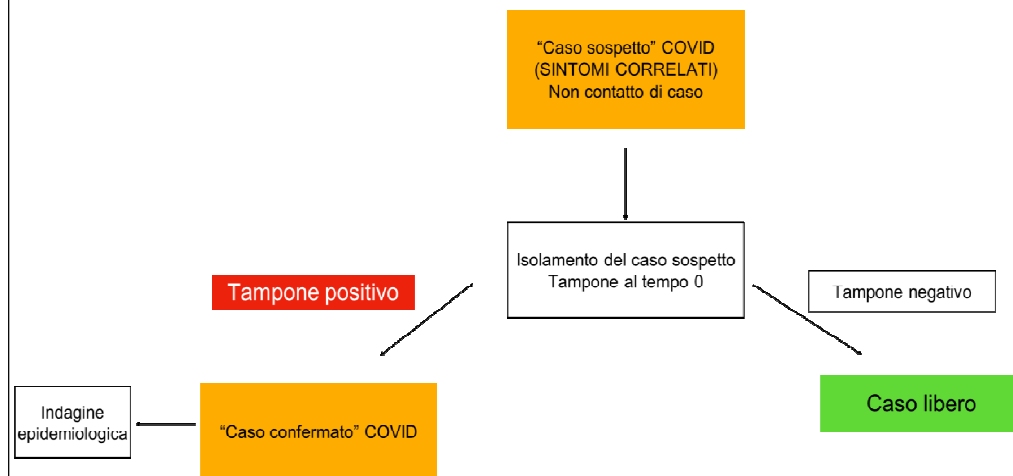 “Caso sospetto” COVID
(SINTOMI CORRELATI)
Non contatto di caso
Isolamento del caso sospetto
Tampone al tempo 0
Tampone positivo
Tampone negativo
Caso libero
“Caso confermato” COVID
Indagine
epidemiologica